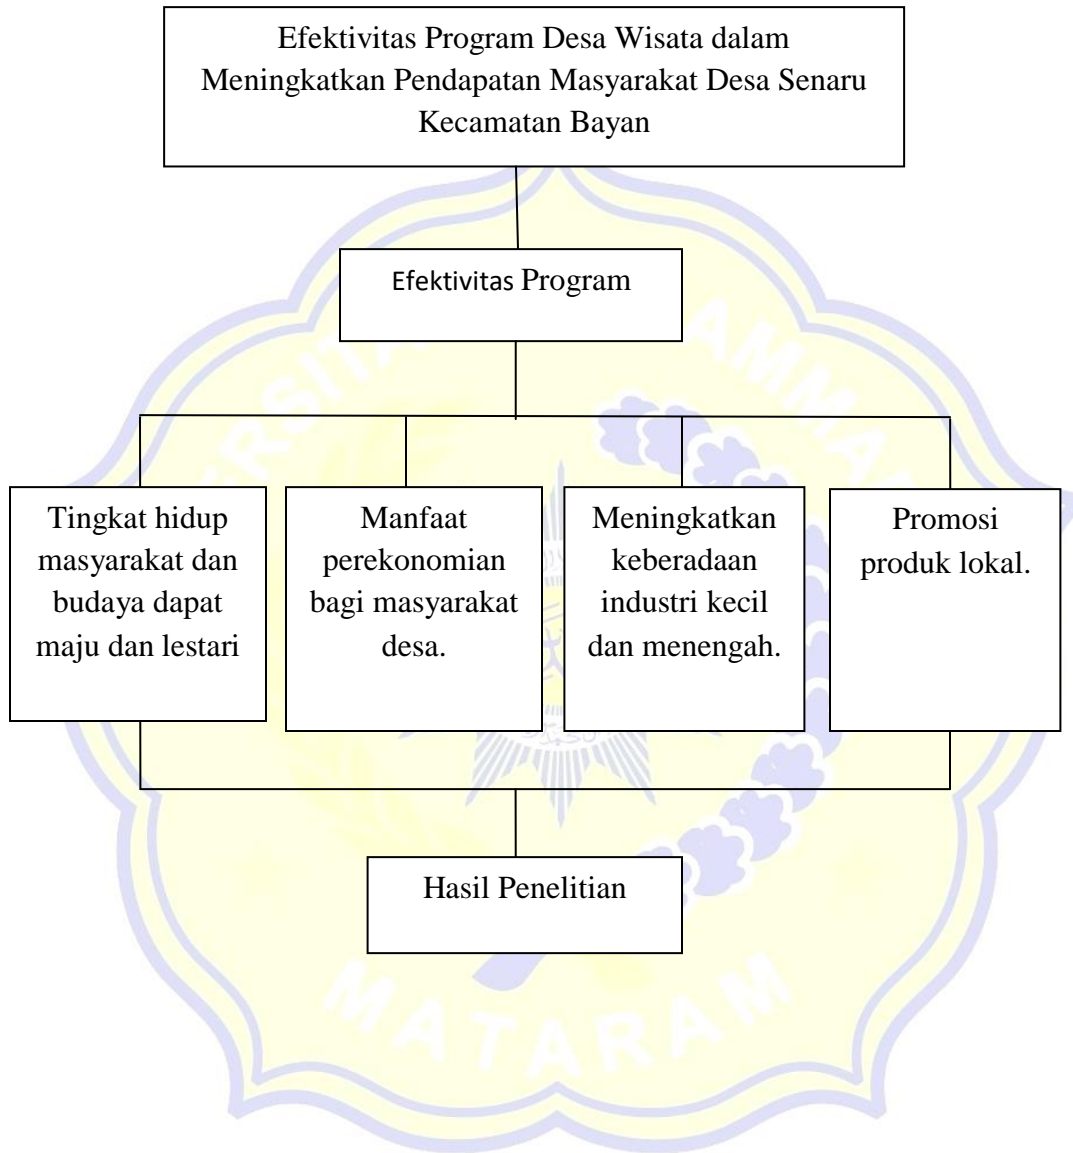 Efektivitas Program Desa Wisata dalam
Meningkatkan Pendapatan Masyarakat Desa Senaru
Kecamatan Bayan
Efektivitas Program
Tingkat hidup
masyarakat dan
budaya dapat
maju dan lestari
Manfaat
perekonomian
bagi masyarakat
desa.
Meningkatkan
keberadaan
industri kecil
dan menengah.
Promosi
produk lokal.
Hasil Penelitian
MATARAM